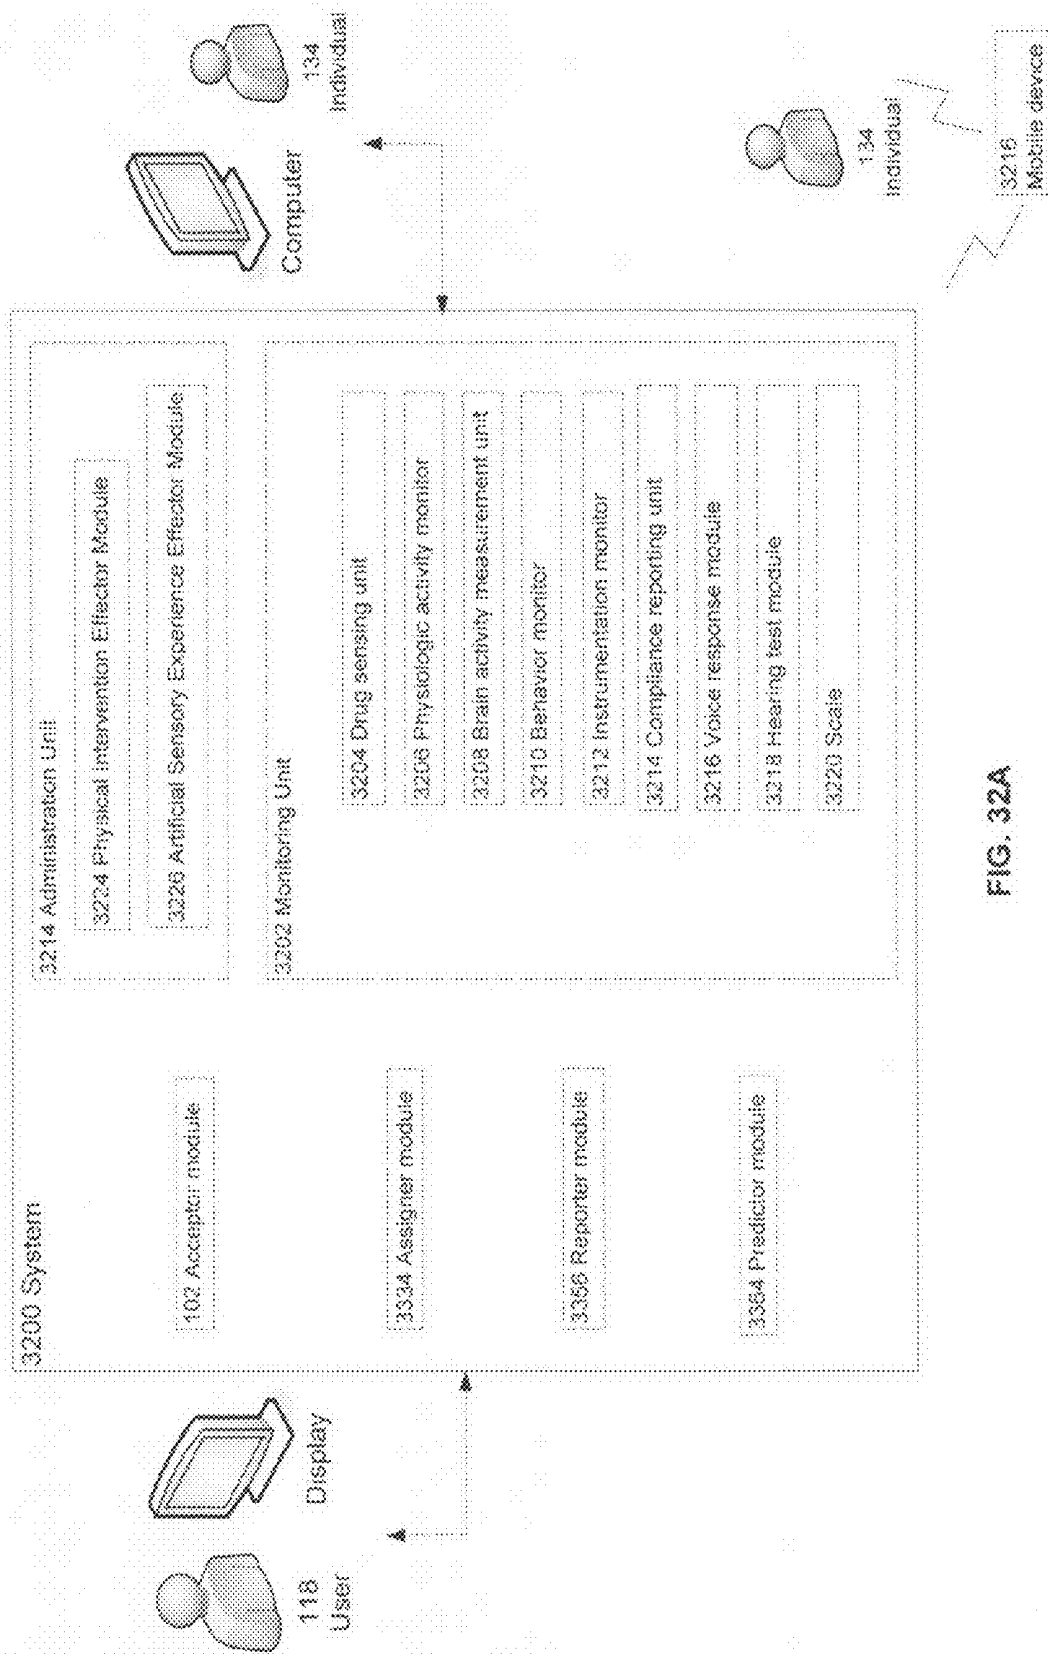 118
User
Display
3200 System
102 Acceptor module
3334 Assigner module
3356 Reporter module
3364 Predictor module
3214 Administration Unit
3224 Physical Intervention Effector Module
3226 Artificial Sensory Experience Effector Module
3202 Monitoring Unit
3204 Drug sensing unit
3206 Physiologic activity monitor
3208 Brain activity measurement unit
3210 Behavior monitor
3212 Instrumentation monitor
3214 Compliance reporting unit
3216 Voice response module
3218 Hearing test module
3220 Scale
Computer
134
Individual
134
Individual
3216
Mobile device
FIG. 32A